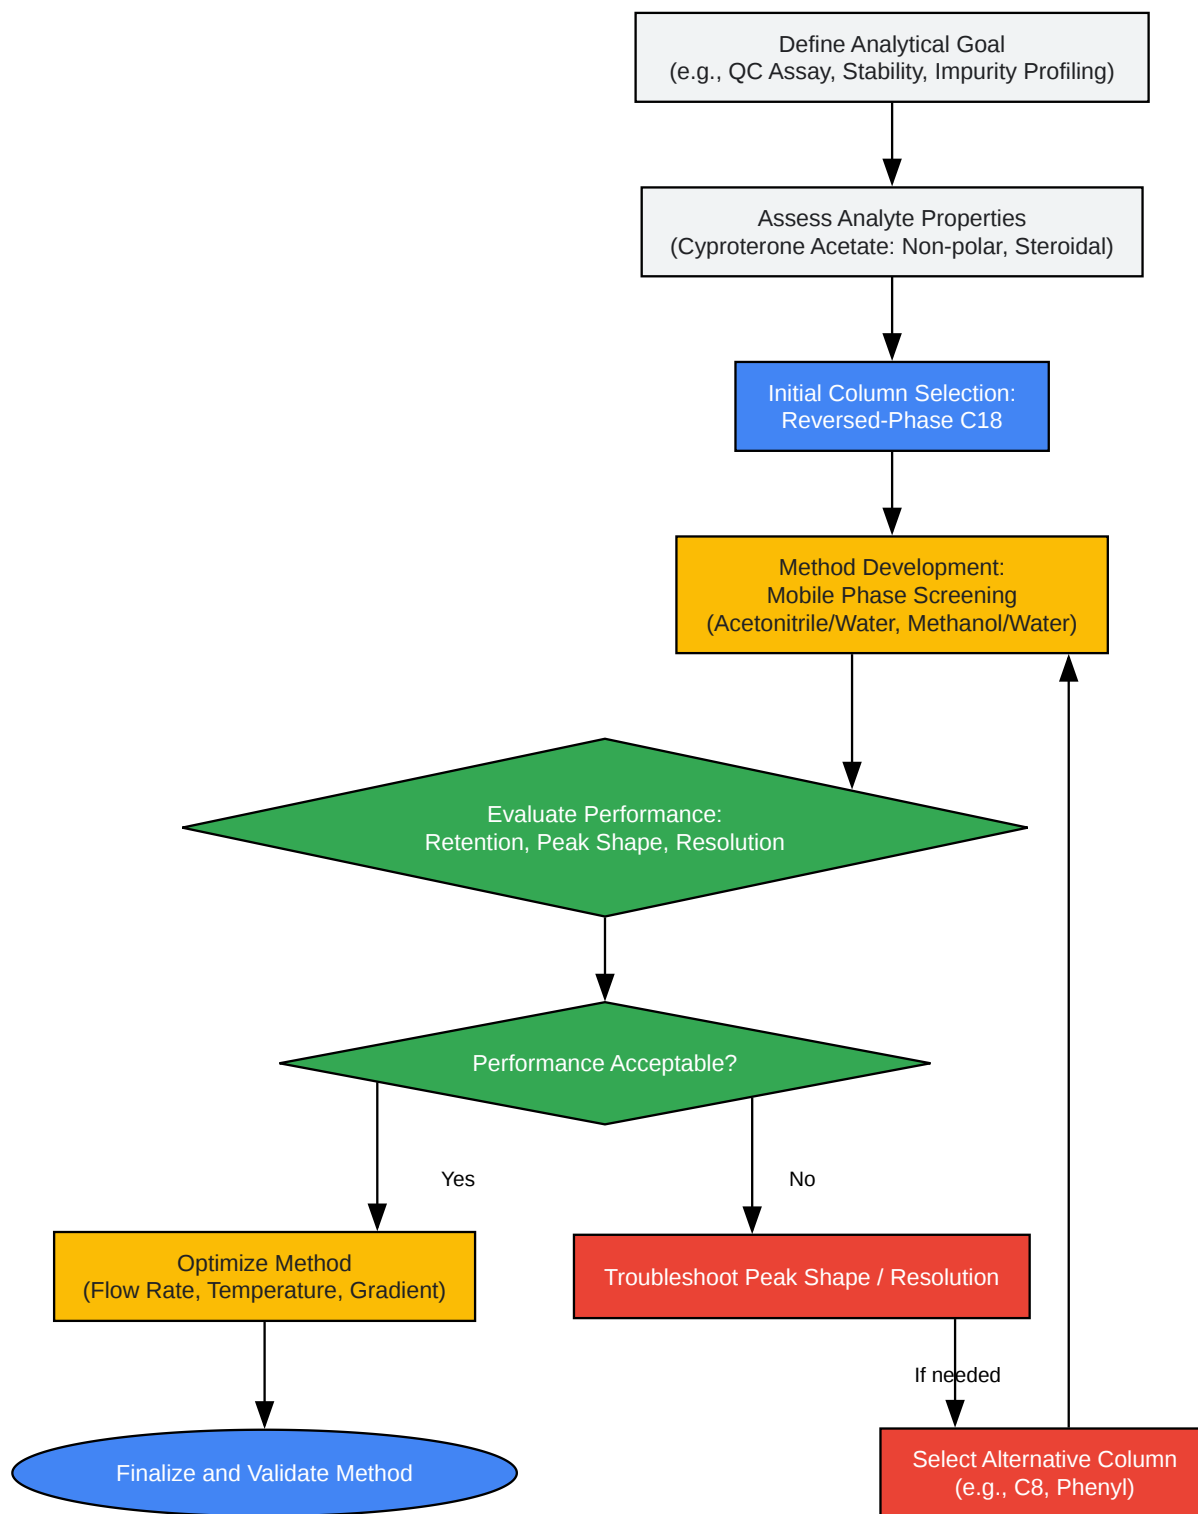 Define Analytical Goal
(e.g., QC Assay, Stability, Impurity Profiling)
Assess Analyte Properties
(Cyproterone Acetate: Non-polar, Steroidal)
Initial Column Selection:
Reversed-Phase C18
Method Development:
Mobile Phase Screening
(Acetonitrile/Water, Methanol/Water)
Evaluate Performance:
Retention, Peak Shape, Resolution
Performance Acceptable?
Yes
No
Optimize Method
(Flow Rate, Temperature, Gradient)
Troubleshoot Peak Shape / Resolution
If needed
Finalize and Validate Method
Select Alternative Column
(e.g., C8, Phenyl)